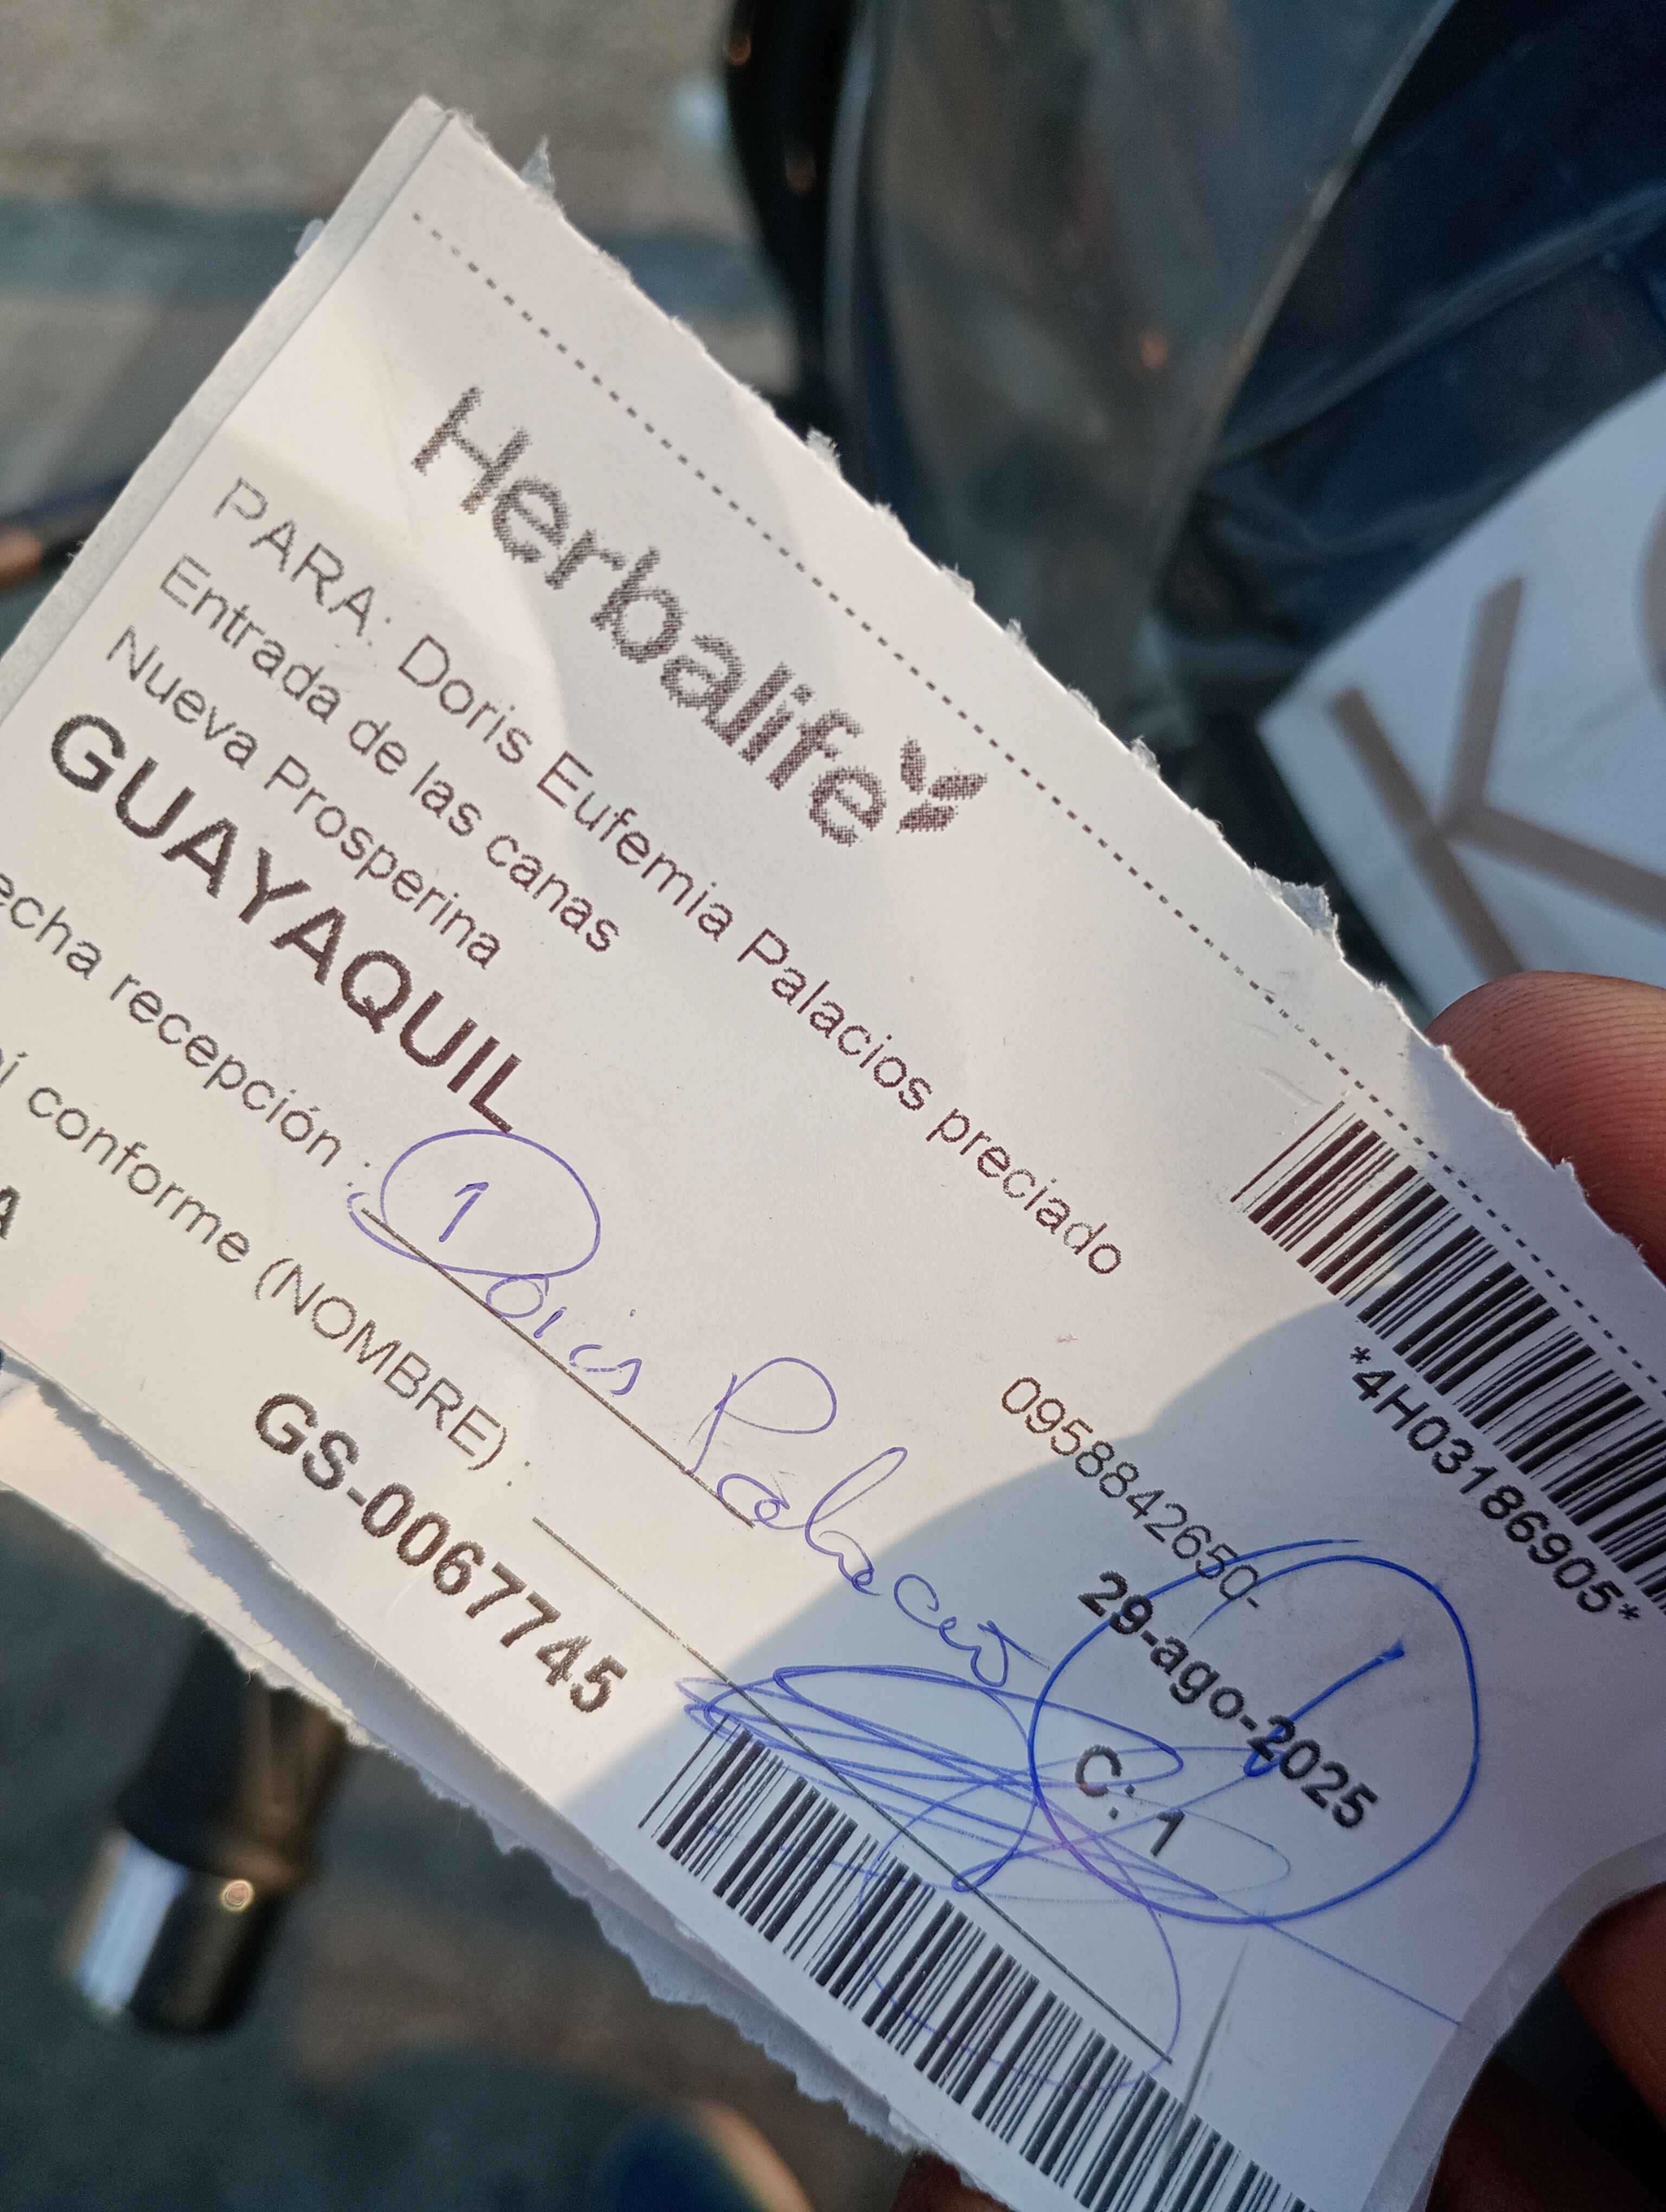 Herbalife
*4H03186905*
PARA: Doris Eufemia Palacios preciado
Entrada de las canas
Nueva Prosperina
0958842650-
GUAYAQUIL
29-ago-2025
echa recepción :
1
Doris Palacios
C: 1
í conforme (NOMBRE) :
A
GS-0067745
K